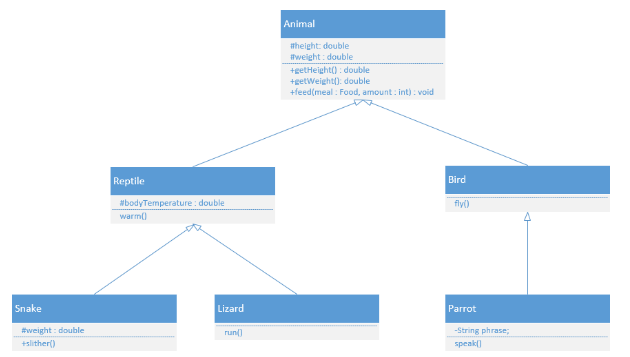 Animal
#height: double
#weight : double
+getHeight() : double
+getWeight(): double
+feed(meal : Food, amount : int) : void
Reptile
#bodyTemperature : double
warm()
Bird
fly()
Snake
#weight : double
+slither()
Lizard
run()
Parrot
-String phrase;
speak()